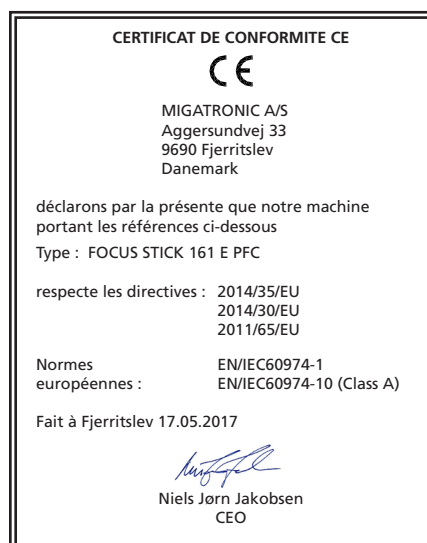 CERTIFICAT DE CONFORMITE CE
CE
MIGATRONIC A/S
Aggersundvej 33
9690 Fjerritslev
Danemark
déclarons par la présente que notre machine
portant les références ci-dessous
Type : FOCUS STICK 161 E PFC
respecte les directives : 2014/35/EU
2014/30/EU
2011/65/EU
Normes EN/IEC60974-1
européennes : EN/IEC60974-10 (Class A)
Fait à Fjerritslev 17.05.2017
Niels Jørn Jakobsen
CEO